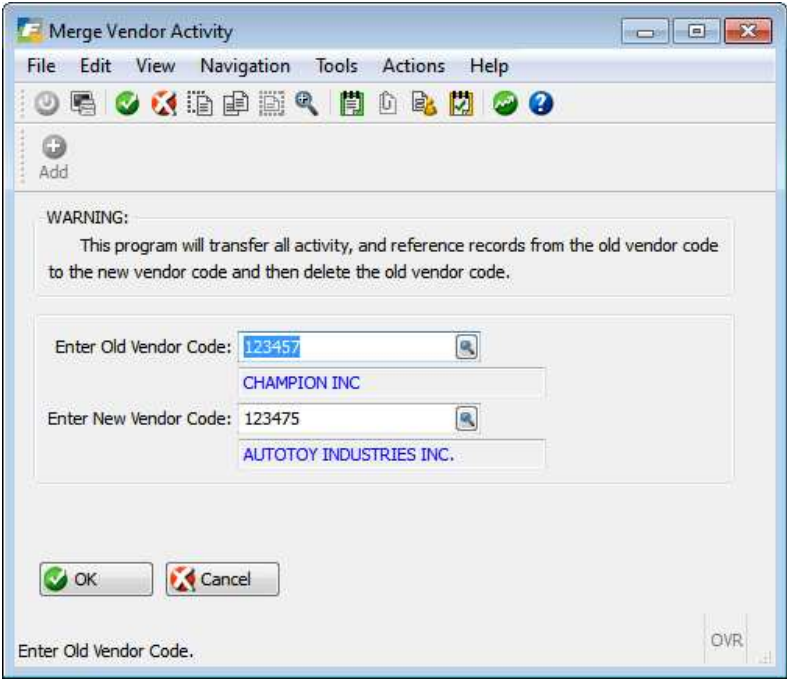 Merge Vendor Activity
File Edit View Navigation Tools Actions Help
Add
WARNING:
This program will transfer all activity, and reference records from the old vendor code
to the new vendor code and then delete the old vendor code.
Enter Old Vendor Code: 123457
CHAMPION INC
Enter New Vendor Code: 123475
AUTOTOY INDUSTRIES INC.
OK Cancel
Enter Old Vendor Code. OVR